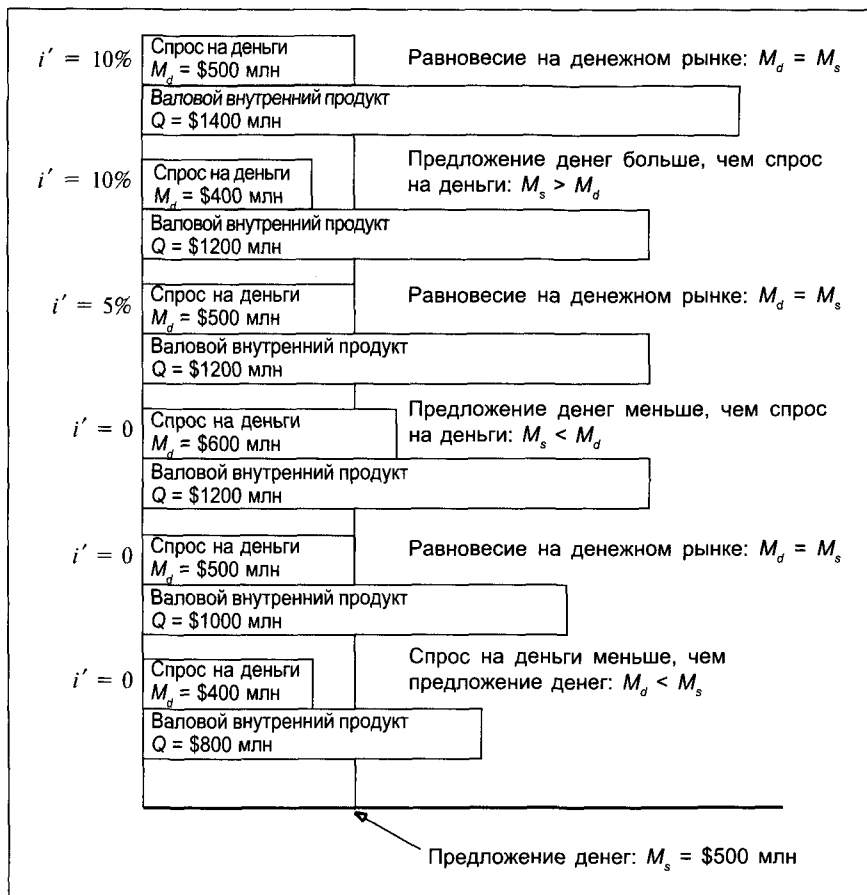 i′ = 10%
Спрос на деньги
M_d = $500 млн
Равновесие на денежном рынке: M_d = M_s
Валовой внутренний продукт
Q = $1400 млн
i′ = 10%
Спрос на деньги
M_d = $400 млн
Предложение денег больше, чем спрос
на деньги: M_s > M_d
Валовой внутренний продукт
Q = $1200 млн
i′ = 5%
Спрос на деньги
M_d = $500 млн
Равновесие на денежном рынке: M_d = M_s
Валовой внутренний продукт
Q = $1200 млн
i′ = 0
Спрос на деньги
M_d = $600 млн
Предложение денег меньше, чем спрос
на деньги: M_s < M_d
Валовой внутренний продукт
Q = $1200 млн
i′ = 0
Спрос на деньги
M_d = $500 млн
Равновесие на денежном рынке: M_d = M_s
Валовой внутренний продукт
Q = $1000 млн
i′ = 0
Спрос на деньги
M_d = $400 млн
Спрос на деньги меньше, чем
предложение денег: M_d < M_s
Валовой внутренний продукт
Q = $800 млн
Предложение денег: M_s = $500 млн